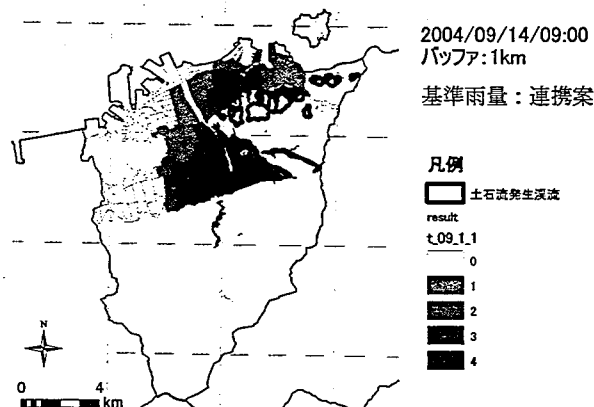 2004/09/14/09:00
バッファ:1km
基準雨量:連携案
凡例
土石流発生渓流
result
t_09_1_1
0
1
2
3
4
N
0 4
km